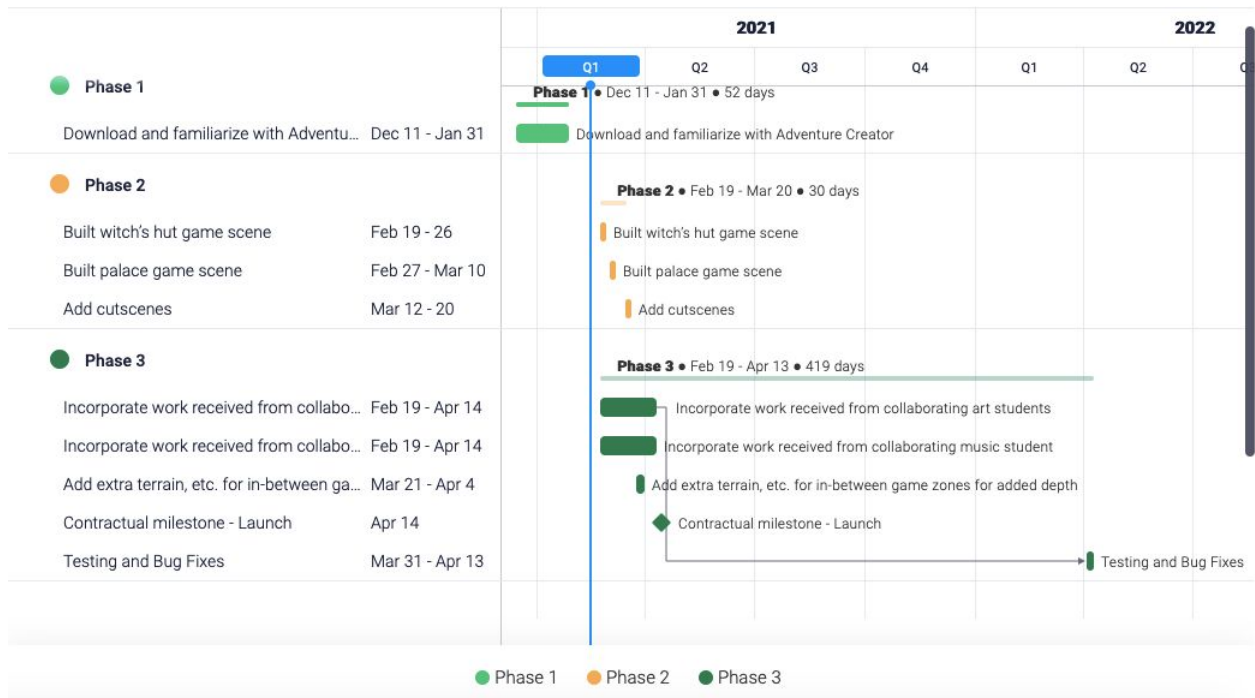 2021 2022
Q1 Q2 Q3 Q4 Q1 Q2
Phase 1
Phase 1 • Dec 11 - Jan 31 • 52 days
Download and familiarize with Adventu... Dec 11 - Jan 31 Download and familiarize with Adventure Creator
Phase 2
Phase 2 • Feb 19 - Mar 20 • 30 days
Built witch's hut game scene Feb 19 - 26 Built witch's hut game scene
Built palace game scene Feb 27 - Mar 10 Built palace game scene
Add cutscenes Mar 12 - 20 Add cutscenes
Phase 3
Phase 3 • Feb 19 - Apr 13 • 419 days
Incorporate work received from collabo... Feb 19 - Apr 14 Incorporate work received from collaborating art students
Incorporate work received from collabo... Feb 19 - Apr 14 Incorporate work received from collaborating music student
Add extra terrain, etc. for in-between ga... Mar 21 - Apr 4 Add extra terrain, etc. for in-between game zones for added depth
Contractual milestone - Launch Apr 14 Contractual milestone - Launch
Testing and Bug Fixes Mar 31 - Apr 13 Testing and Bug Fixes
Phase 1 Phase 2 Phase 3